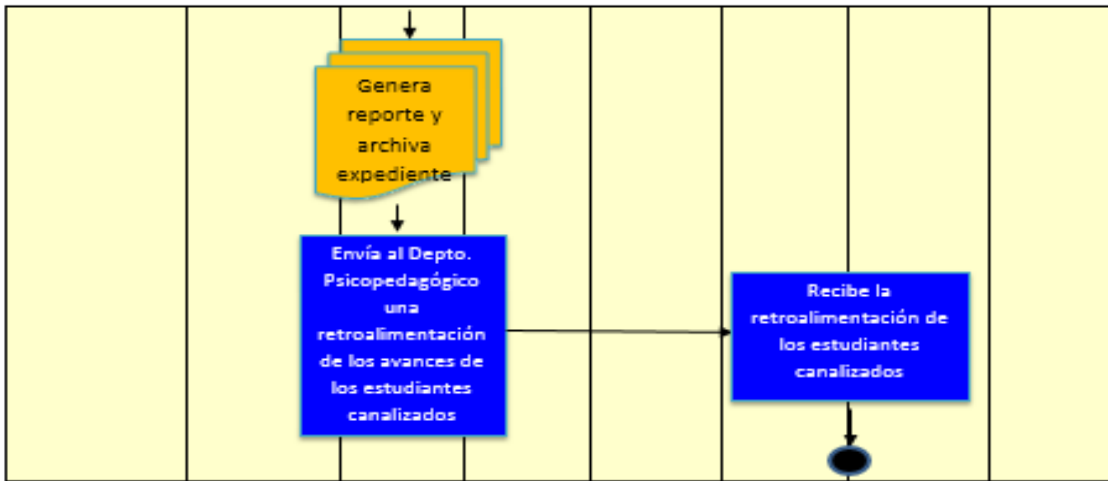 Genera
reporte y
archiva
expediente
Envía al Depto.
Psicopedagógico
una
retroalimentación
de los avances de
los estudiantes
canalizados
Recibe la
retroalimentación de
los estudiantes
canalizados